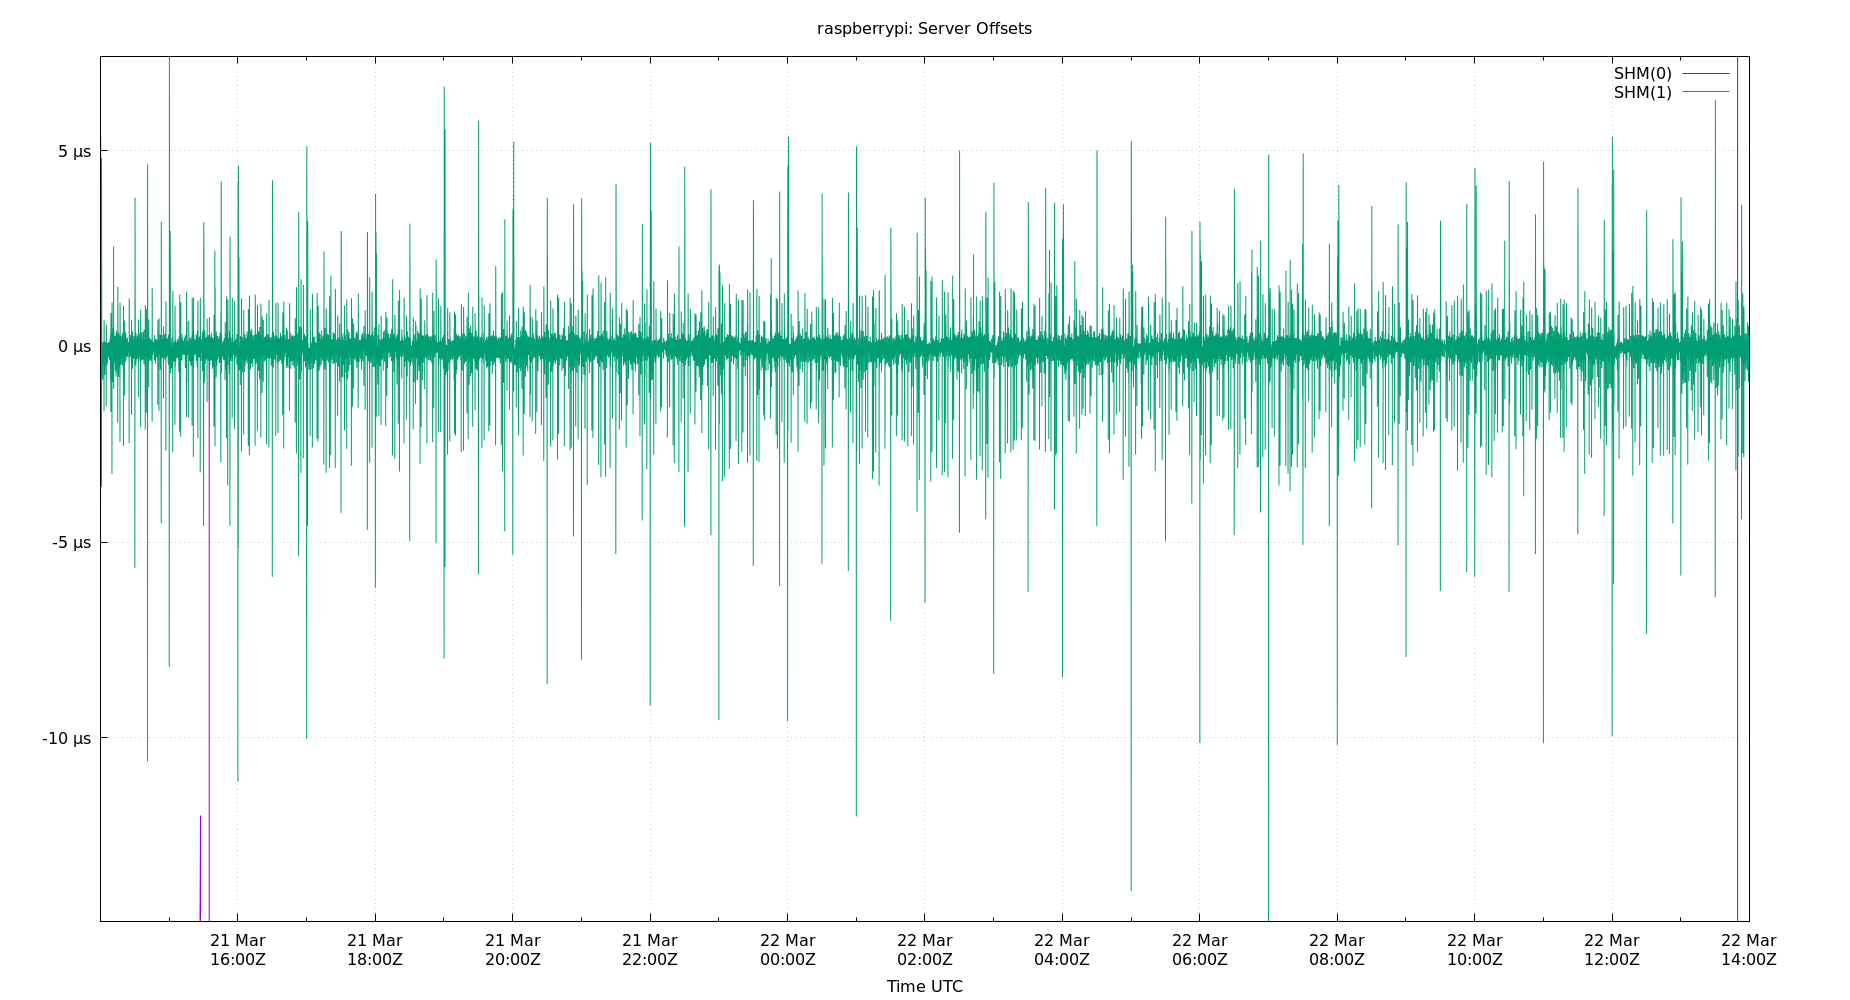 raspberrypi: Server Offsets
SHM(0)
SHM(1)
5 µs
0 µs
-5 µs
-10 µs
21 Mar 21 Mar 21 Mar 21 Mar 22 Mar 22 Mar 22 Mar 22 Mar 22 Mar 22 Mar 22 Mar 22 Mar
16:00Z 18:00Z 20:00Z 22:00Z 00:00Z 02:00Z 04:00Z 06:00Z 08:00Z 10:00Z 12:00Z 14:00Z
Time UTC